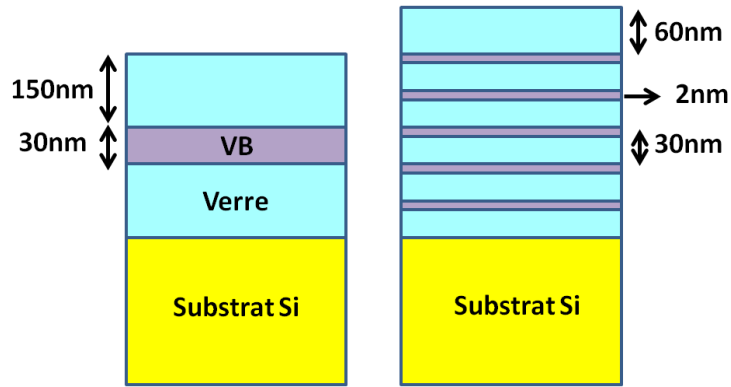 150nm
30nm
VB
Verre
Substrat Si
60nm
2nm
30nm
Substrat Si